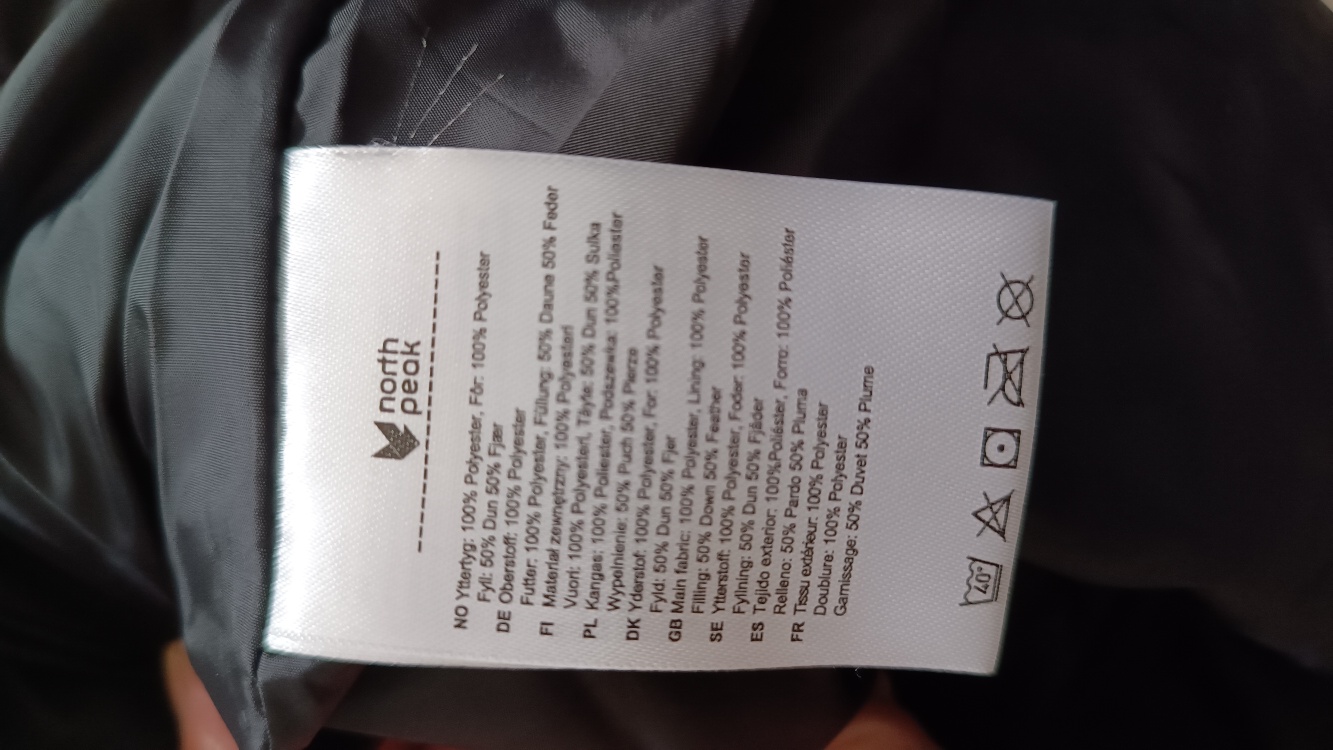 north
peak
NO Yttertyg: 100% Polyester, Fôr: 100% Polyester
Fyll: 50% Dun 50% Fjær
DE Oberstoff: 100% Polyester
Futter: 100% Polyester, Füllung: 50% Daune 50% Feder
FI Materiał zewnętrzny: 100% Polyesteri
Vuori: 100% Polyesteri, Täyte: 50% Dun 50% Sulka
PL Kangas: 100% Poliester, Podszewka: 100%Poliester
Wypełnienie: 50% Puch 50% Pierze
DK Yderstof: 100% Polyester, For: 100% Polyester
Fyld: 50% Dun 50% Fjer
GB Main fabric: 100% Polyester, Lining: 100% Polyester
Filling: 50% Down 50% Feather
SE Ytterstoff: 100% Polyester, Foder: 100% Polyester
Fyllning: 50% Dun 50% Fjäder
ES Tejido exterior: 100%Poliéster, Forro: 100% Poliéster
Relleno: 50% Pardo 50% Pluma
FR Tissu extérieur: 100% Polyester
Doublure: 100% Polyester
Garnissage: 50% Duvet 50% Plume
40°